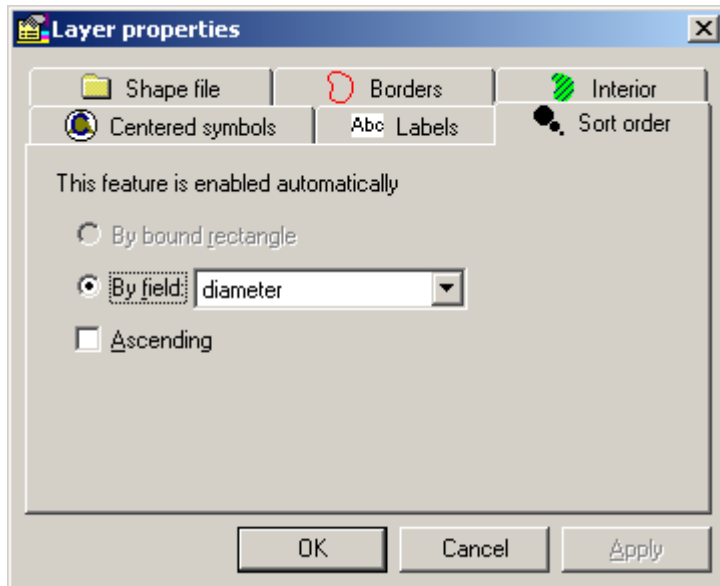 Layer properties
Shape file Borders Interior
Centered symbols Abc Labels Sort order
This feature is enabled automatically
By bound rectangle
By field: diameter
Ascending
OK Cancel Apply